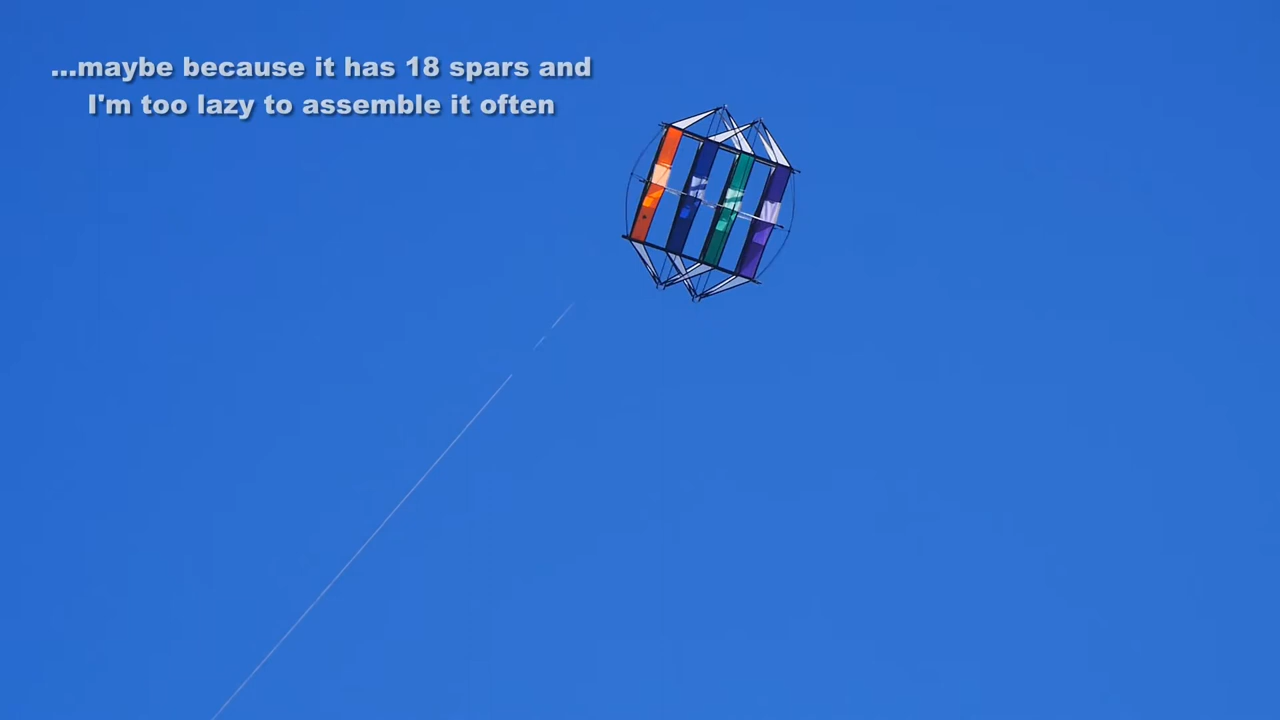 ...maybe because it has 18 spars and
I'm too lazy to assemble it often